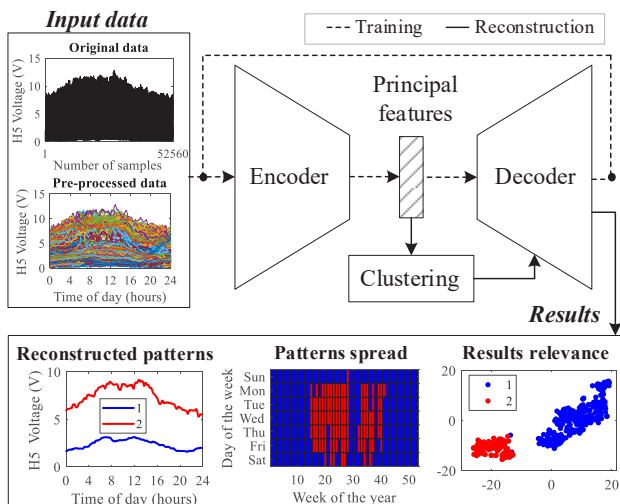 Input data
Training
Reconstruction
Original data
H5 Voltage (V)
15
10
5
0
1
52560
Number of samples
Pre-processed data
H5 Voltage (V)
15
10
5
0
0 4 8 12 16 20 24
Time of day (hours)
Encoder
Principal
features
Decoder
Clustering
Results
Reconstructed patterns
H5 Voltage (V)
10
5
0
1
2
0 4 8 12 16 20 24
Time of day (hours)
Patterns spread
Day of the week
Sun
Mon
Tue
Wed
Thu
Fri
Sat
10 20 30 40 50
Week of the year
Results relevance
1
2
20
10
0
-10
-20
-20 0 20